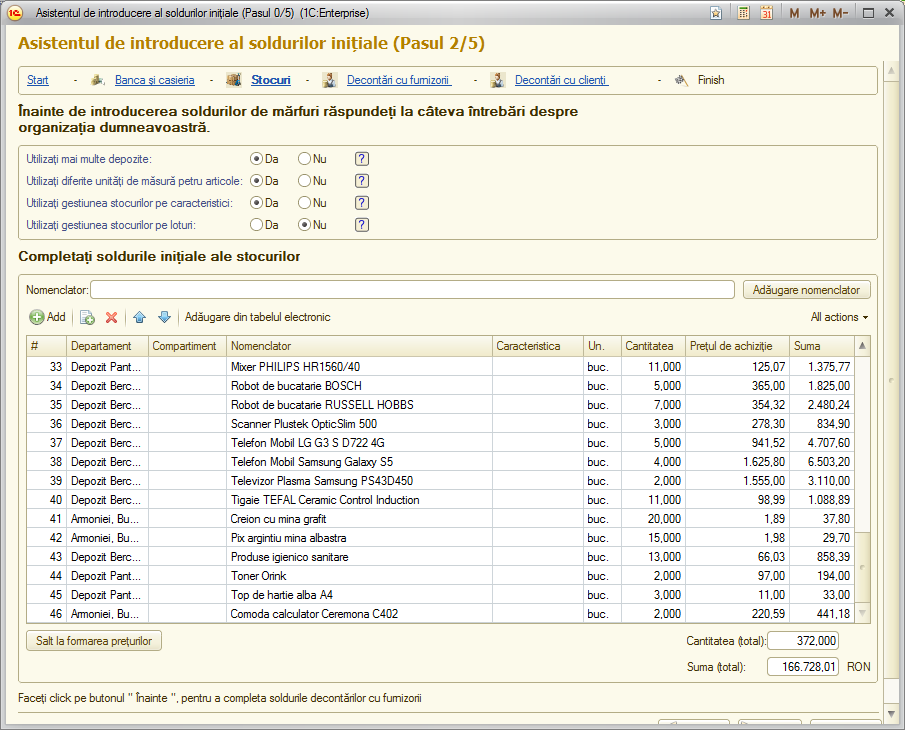 Asistentul de introducere al soldurilor inițiale (Pasul 0/5) (1C:Enterprise)
M M+ M-
Asistentul de introducere al soldurilor inițiale (Pasul 2/5)
Start - Banca și casieria - Stocuri - Decontări cu furnizorii - Decontări cu clienți - Finish
Înainte de introducerea soldurilor de mărfuri răspundeți la câteva întrebări despre
organizația dumneavoastră.
Utilizați mai multe depozite: Da Nu ?
Utilizați diferite unități de măsură petru articole: Da Nu ?
Utilizați gestiunea stocurilor pe caracteristici: Da Nu ?
Utilizați gestiunea stocurilor pe loturi: Da Nu ?
Completați soldurile inițiale ale stocurilor
Nomenclator: Adăugare nomenclator
Add Adăugare din tabelul electronic All actions
# Departament Compartiment Nomenclator Caracteristica Un. Cantitatea Prețul de achiziție Suma
33 Depozit Pant... Mixer PHILIPS HR1560/40 buc. 11,000 125,07 1.375,77
34 Depozit Berc... Robot de bucatarie BOSCH buc. 5,000 365,00 1.825,00
35 Depozit Berc... Robot de bucatarie RUSSELL HOBBS buc. 7,000 354,32 2.480,24
36 Depozit Berc... Scanner Plustek OpticSlim 500 buc. 3,000 278,30 834,90
37 Depozit Berc... Telefon Mobil LG G3 S D722 4G buc. 5,000 941,52 4.707,60
38 Depozit Berc... Telefon Mobil Samsung Galaxy S5 buc. 4,000 1.625,80 6.503,20
39 Depozit Berc... Televizor Plasma Samsung PS43D450 buc. 2,000 1.555,00 3.110,00
40 Depozit Berc... Tigaie TEFAL Ceramic Control Induction buc. 11,000 98,99 1.088,89
41 Armoniei, Bu... Creion cu mina grafit buc. 20,000 1,89 37,80
42 Armoniei, Bu... Pix argintiu mina albastra buc. 15,000 1,98 29,70
43 Depozit Berc... Produse igienico sanitare buc. 13,000 66,03 858,39
44 Depozit Pant... Toner Orink buc. 2,000 97,00 194,00
45 Depozit Pant... Top de hartie alba A4 buc. 3,000 11,00 33,00
46 Armoniei, Bu... Comoda calculator Ceremona C402 buc. 2,000 220,59 441,18
Salt la formarea prețurilor Cantitatea (total): 372,000
Suma (total): 166.728,01 RON
Faceți click pe butonul " Înainte ", pentru a completa soldurile decontărilor cu furnizorii